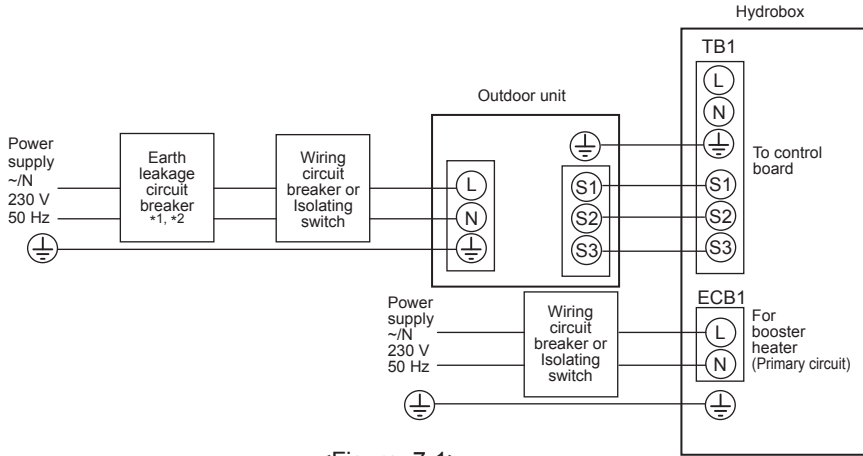 Hydrobox
TB1
L
N
To control
board
S1
S2
S3
Outdoor unit
Power
supply
~/N
230 V
50 Hz
Earth
leakage
circuit
breaker
*1, *2
Wiring
circuit
breaker or
Isolating
switch
L
N
S1
S2
S3
Power
supply
~/N
230 V
50 Hz
Wiring
circuit
breaker or
Isolating
switch
ECB1
L
N
For
booster
heater
(Primary circuit)